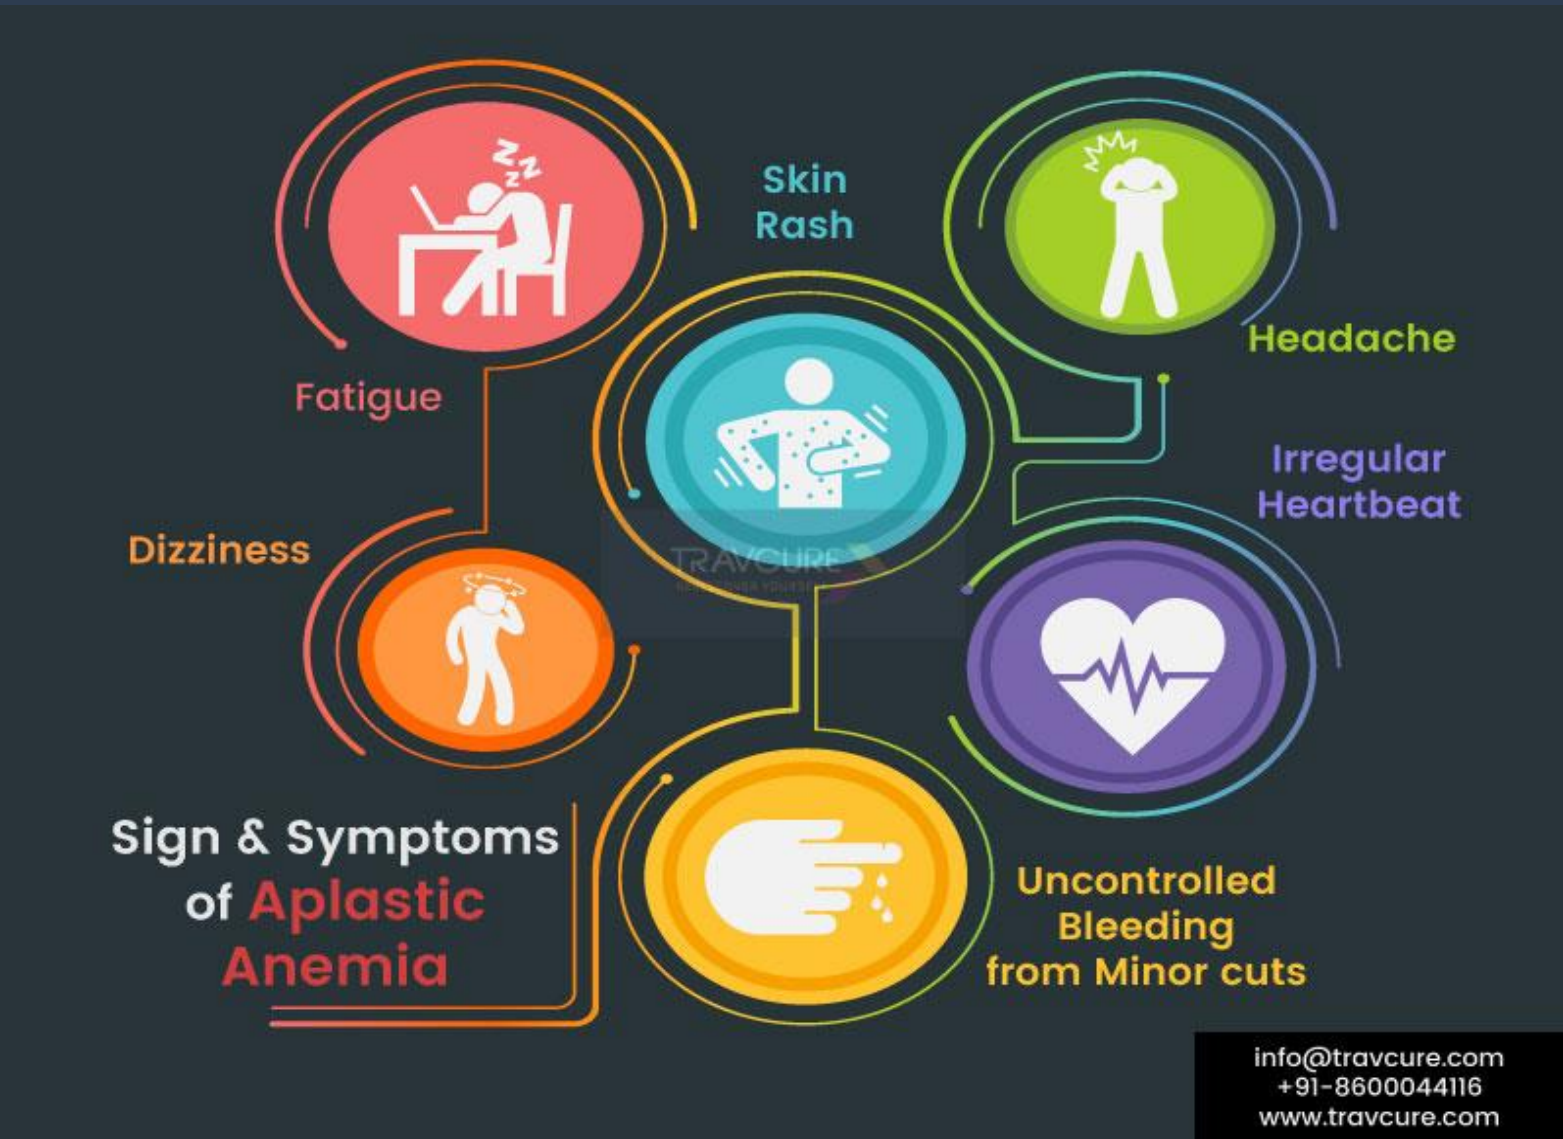 Skin
Rash
Headache
Fatigue
Irregular
Heartbeat
Dizziness
TRAVCURE
Sign & Symptoms
of Aplastic
Anemia
Uncontrolled
Bleeding
from Minor cuts
info@travcure.com
+91-8600044116
www.travcure.com